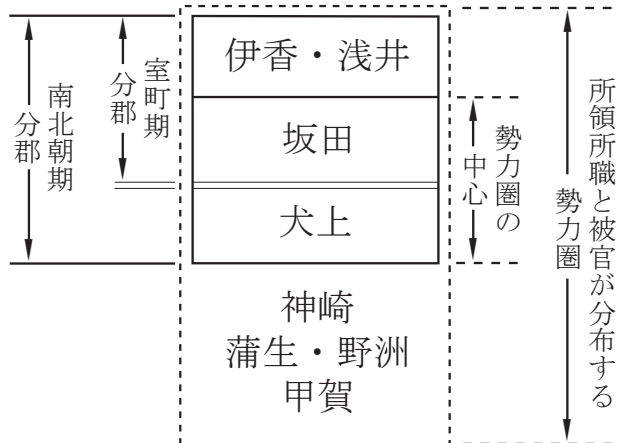 伊香・浅井
坂田
犬上
神崎
蒲生・野洲
甲賀
室町期
分郡
南北朝期
分郡
勢力圏の
中心
所領所職と被官が分布する
勢力圏